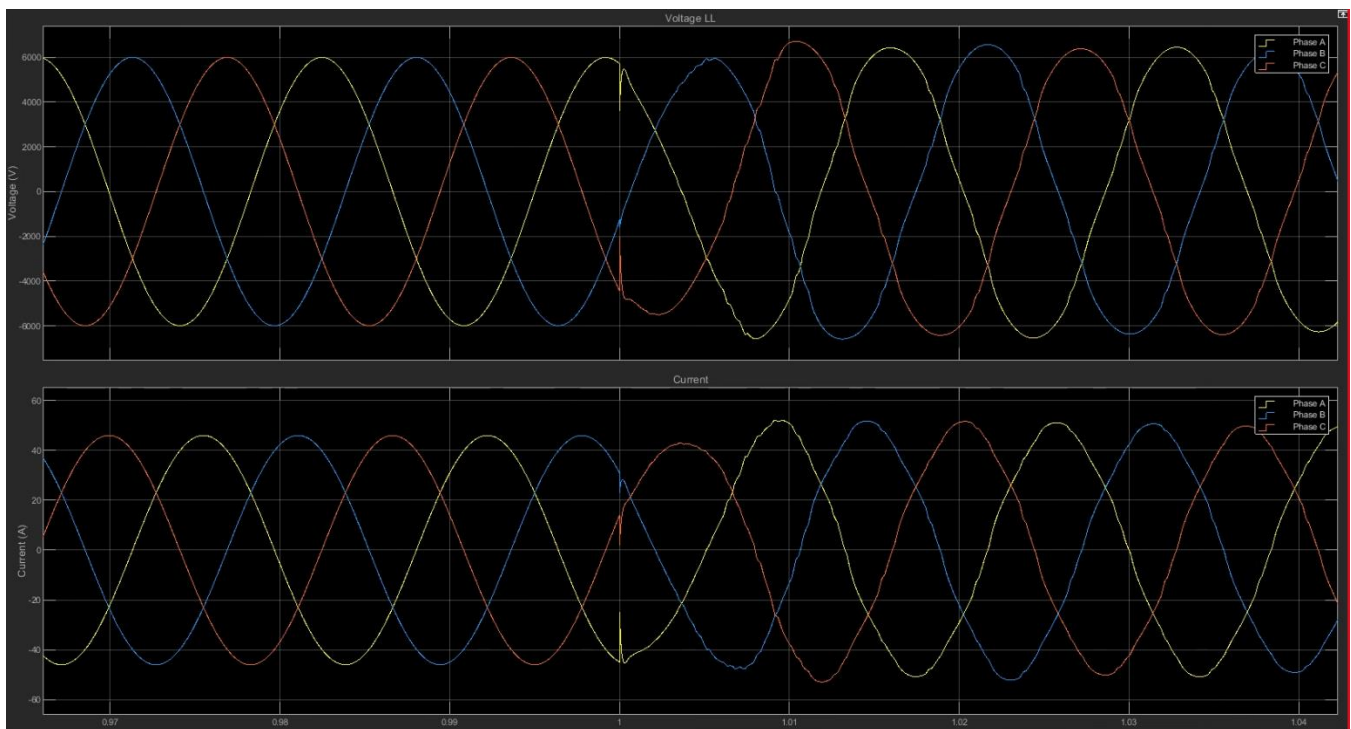 Voltage LL
Voltage (V)
6000
4000
2000
0
-2000
-4000
-6000
Phase A
Phase B
Phase C
Current
Current (A)
60
40
20
0
-20
-40
-60
Phase A
Phase B
Phase C
0.97
0.98
0.99
1
1.01
1.02
1.03
1.04